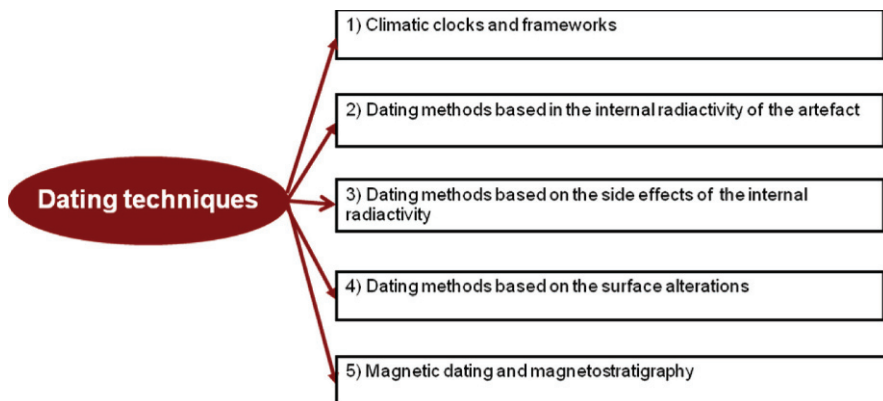 Dating techniques
1) Climatic clocks and frameworks
2) Dating methods based in the internal radiactivity of the artefact
3) Dating methods based on the side effects of the internal
radiactivity
4) Dating methods based on the surface alterations
5) Magnetic dating and magnetostratigraphy